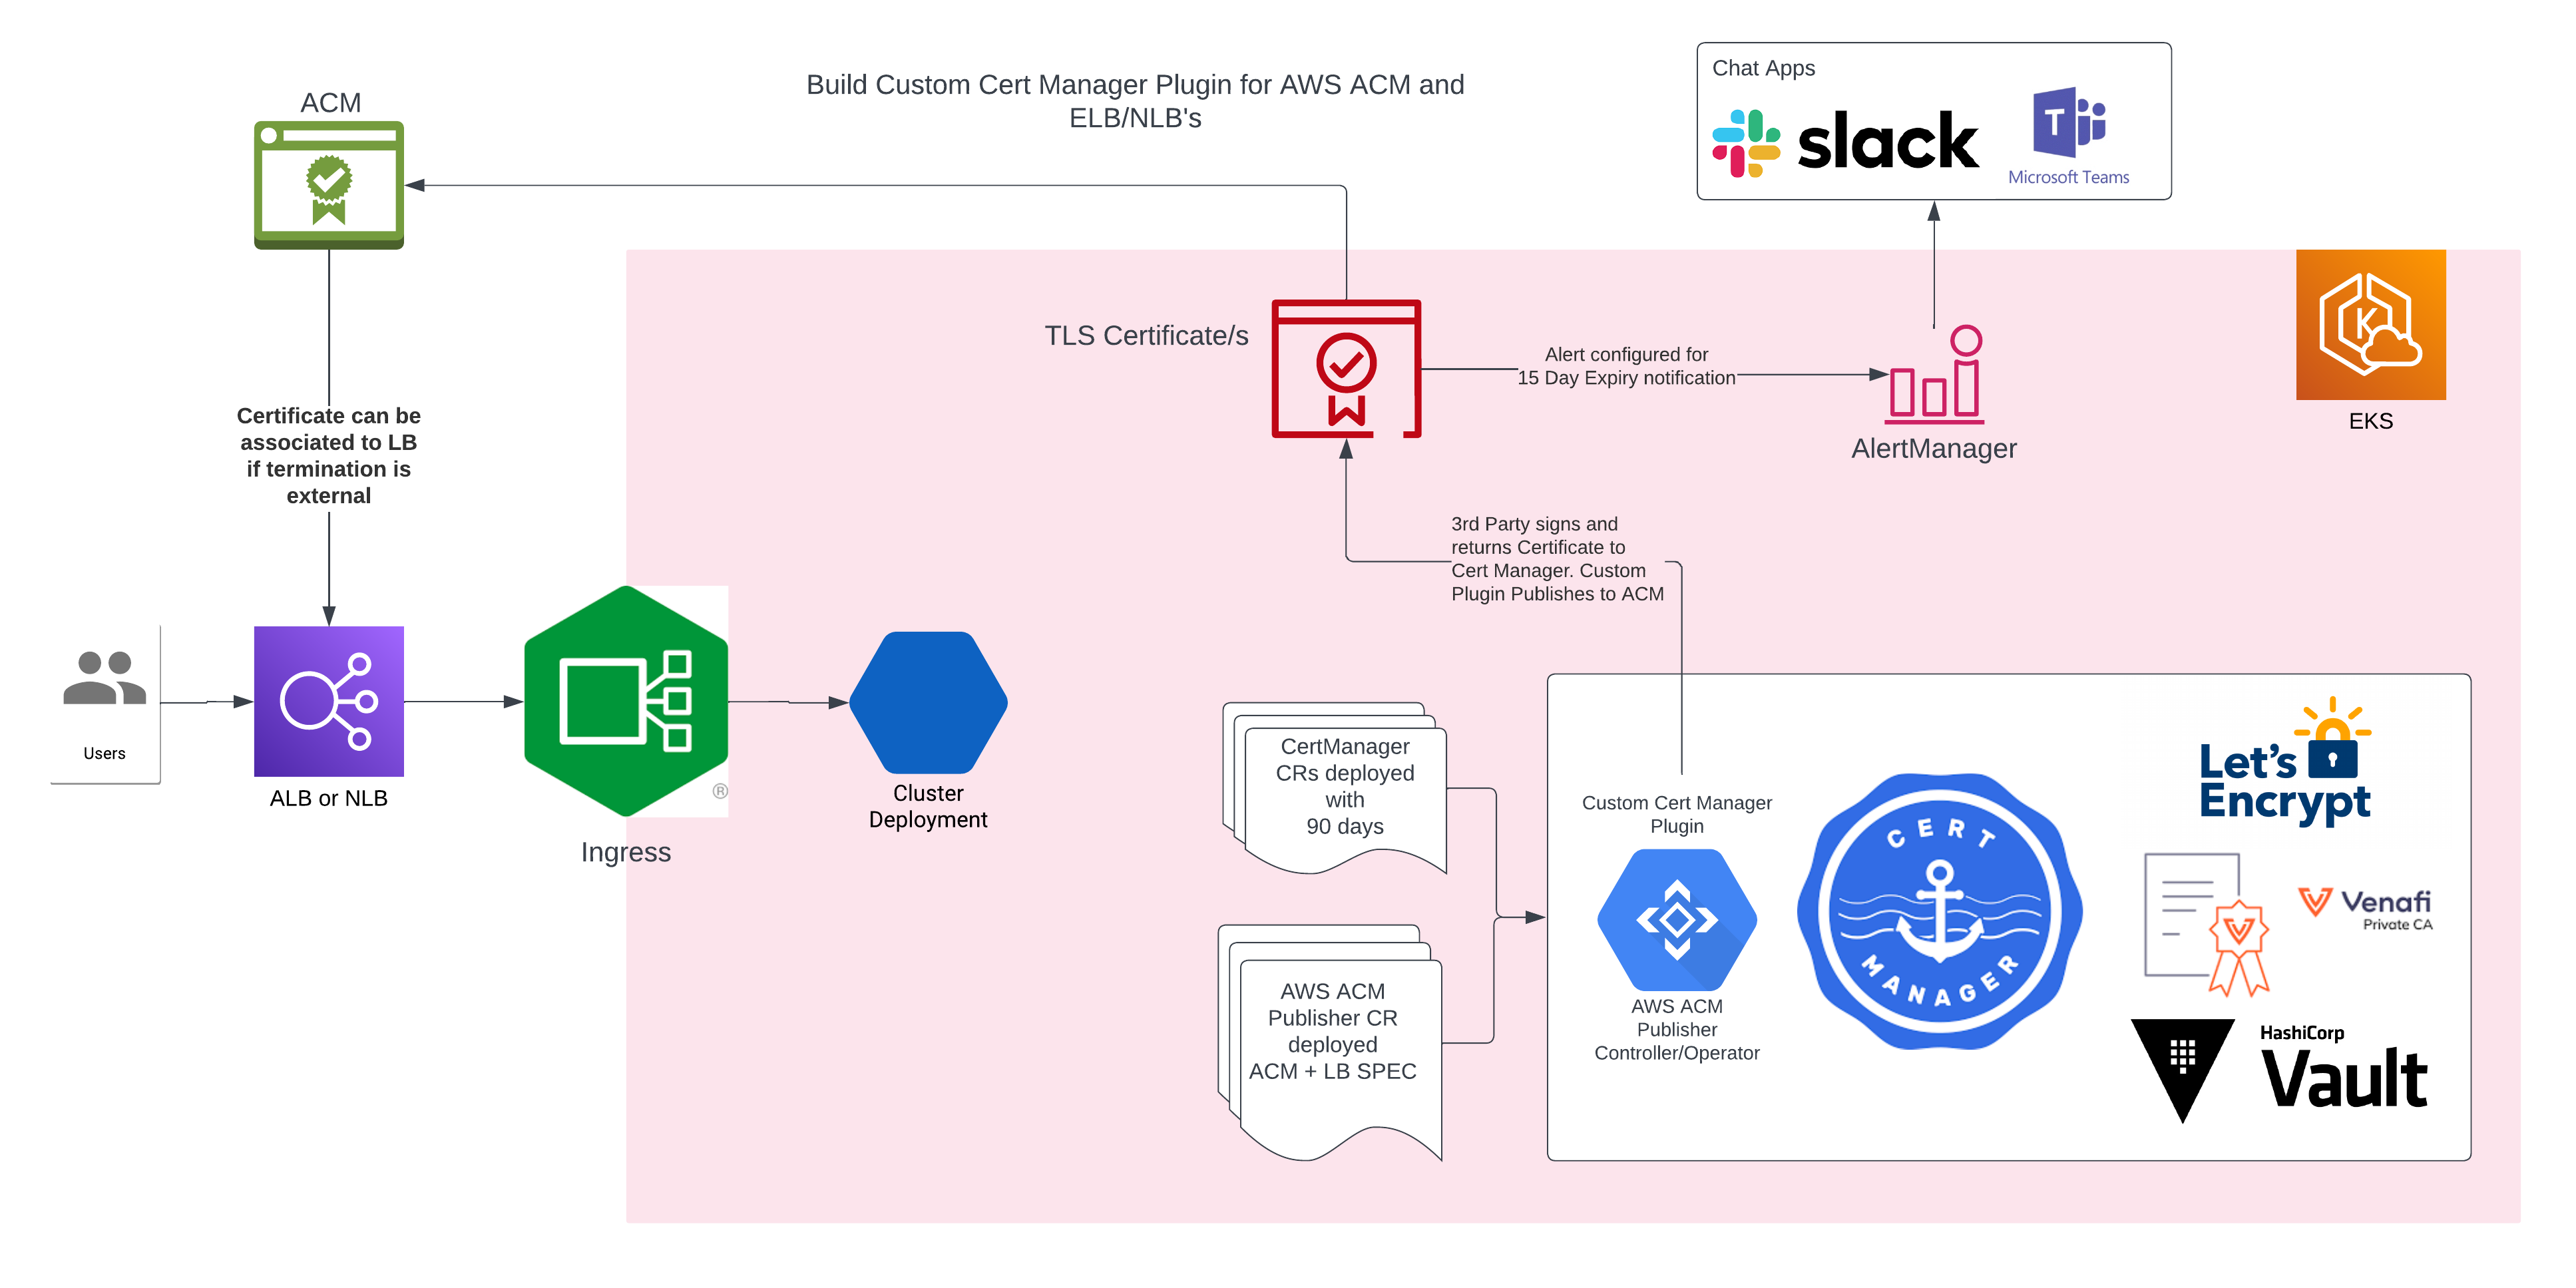 Build Custom Cert Manager Plugin for AWS ACM and
ELB/NLB's
ACM
Chat Apps
slack
T
Microsoft Teams
TLS Certificate/s
Alert configured for
15 Day Expiry notification
AlertManager
K
EKS
Certificate can be
associated to LB
if termination is
external
3rd Party signs and
returns Certificate to
Cert Manager. Custom
Plugin Publishes to ACM
Users
ALB or NLB
®
Ingress
Cluster
Deployment
CertManager
CRs deployed
with
90 days
AWS ACM
Publisher CR
deployed
ACM + LB SPEC
Custom Cert Manager
Plugin
AWS ACM
Publisher
Controller/Operator
CERT
MANAGER
Let's
Encrypt
Venafi
Private CA
HashiCorp
Vault